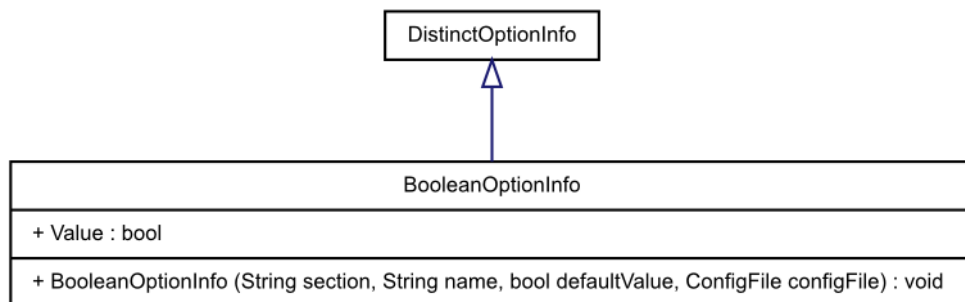 DistinctOptionInfo
BooleanOptionInfo
+ Value : bool
+ BooleanOptionInfo (String section, String name, bool defaultValue, ConfigFile configFile) : void